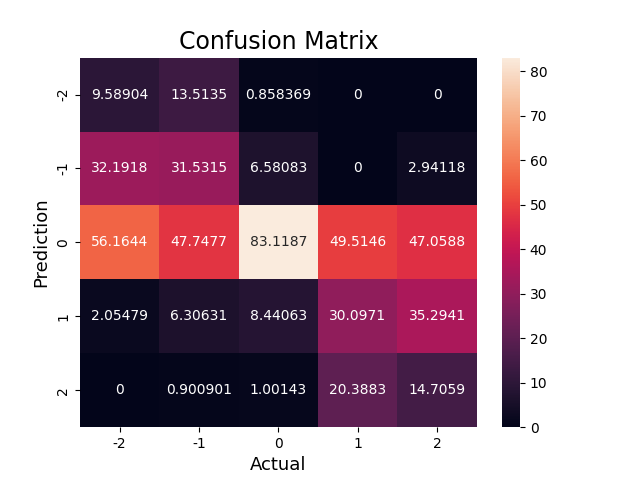 Confusion Matrix
-2 9.58904 13.5135 0.858369 0 0
-1 32.1918 31.5315 6.58083 0 2.94118
0 56.1644 47.7477 83.1187 49.5146 47.0588
1 2.05479 6.30631 8.44063 30.0971 35.2941
2 0 0.900901 1.00143 20.3883 14.7059
-2 -1 0 1 2
Prediction
Actual
80
70
60
50
40
30
20
10
0